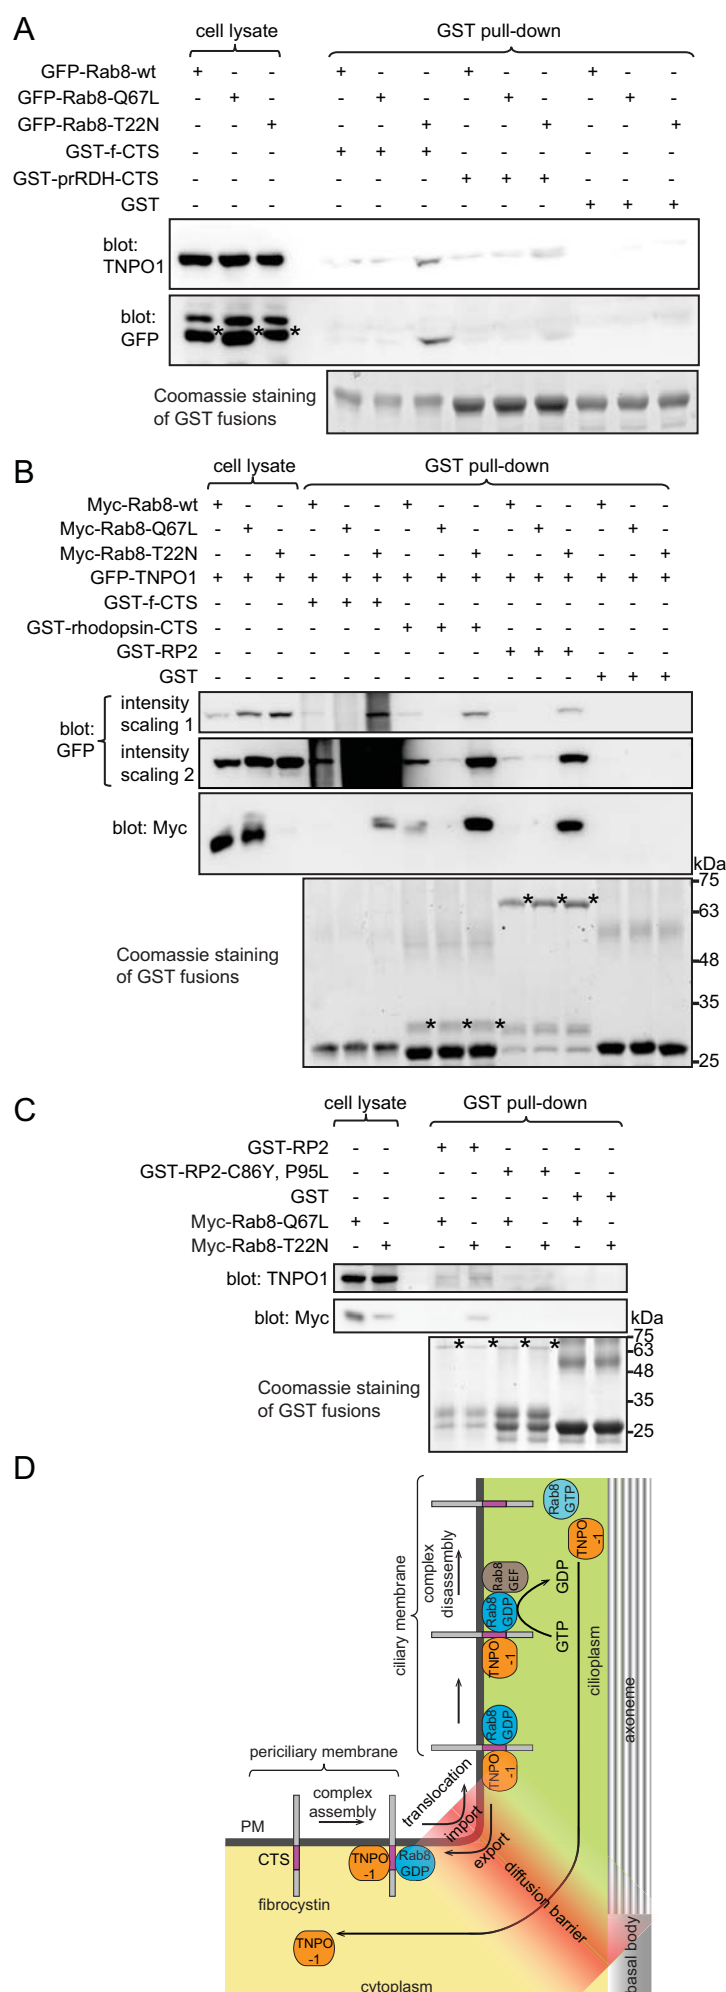 A
cell lysate
GST pull-down
GFP-Rab8-wt + - - + - - + - - + - -
GFP-Rab8-Q67L - + - - + - - + - - + -
GFP-Rab8-T22N - - + - - + - - + - - +
GST-f-CTS - - - + + + - - - - - -
GST-prRDH-CTS - - - - - - + + + - - -
GST - - - - - - - - - + + +
blot:
TNPO1
blot:
GFP
* * *
Coomassie staining
of GST fusions
B
cell lysate
GST pull-down
Myc-Rab8-wt + - - + - - + - - + - - + - -
Myc-Rab8-Q67L - + - - + - - + - - + - - + -
Myc-Rab8-T22N - - + - - + - - + - - + - - +
GFP-TNPO1 + + + + + + + + + + + + + + +
GST-f-CTS - - - + + + - - - - - - - - -
GST-rhodopsin-CTS - - - - - - + + + - - - - - -
GST-RP2 - - - - - - - - - + + + - - -
GST - - - - - - - - - - - - + + +
blot:
GFP
intensity
scaling 1
intensity
scaling 2
blot: Myc
kDa
75
63
48
35
25
* * *
* * *
Coomassie staining
of GST fusions
C
cell lysate
GST pull-down
GST-RP2 - - + + - - - -
GST-RP2-C86Y, P95L - - - - + + - -
GST - - - - - - + +
Myc-Rab8-Q67L + - + - + - + -
Myc-Rab8-T22N - + - + - + - +
blot: TNPO1
blot: Myc
kDa
75
63
48
35
25
* * * *
Coomassie staining
of GST fusions
D
ciliary membrane
complex
disassembly
Rab8
GTP
TNPO
-1
Rab8
GEF
Rab8
GDP
TNPO
-1
GDP
GTP
cilioplasm
axoneme
Rab8
GDP
TNPO
-1
periciliary membrane
complex
assembly
translocation
import
export
diffusion barrier
PM
CTS
fibrocystin
TNPO
-1
Rab8
GDP
TNPO
-1
cytoplasm
basal body